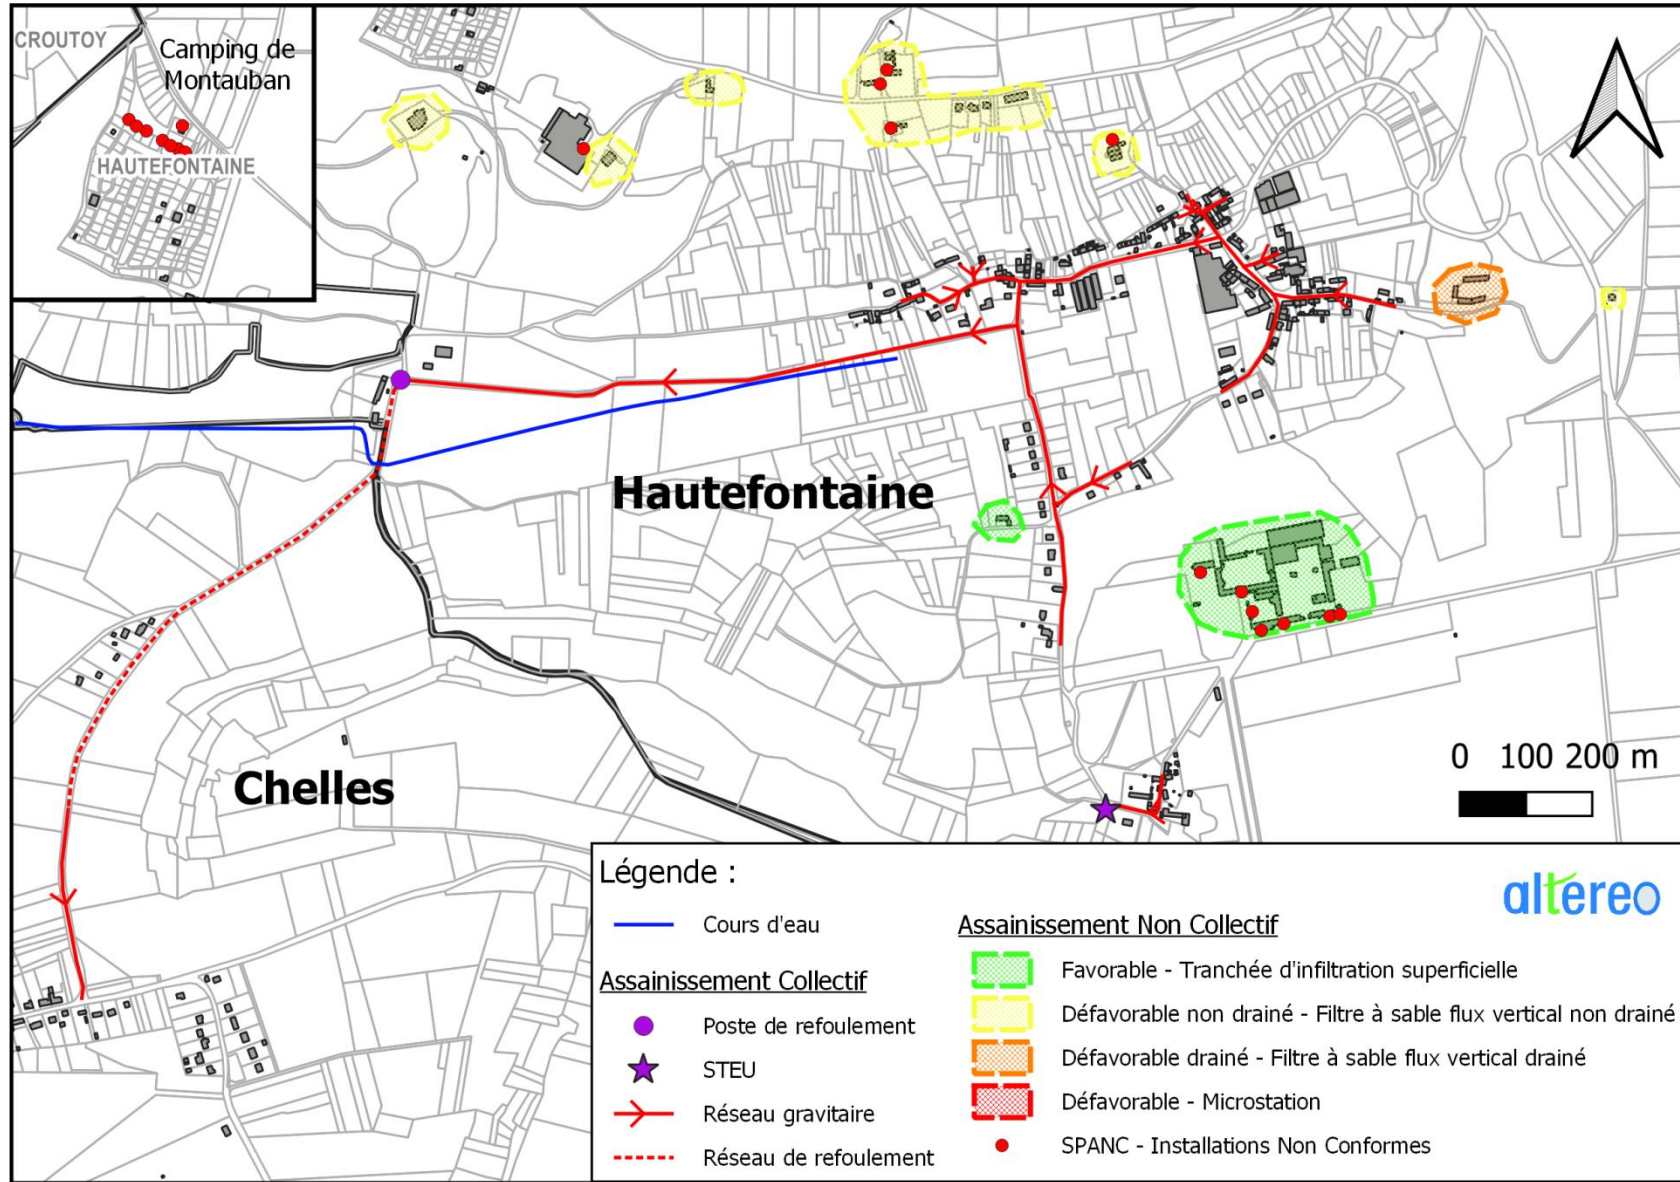 CROUTOY
Camping de
Montauban
HAUTEFONTAINE
Hautefontaine
Chelles
0 100 200 m
Légende :
Cours d'eau
Assainissement Collectif
Poste de refoulement
STEU
Réseau gravitaire
Réseau de refoulement
altereo
Assainissement Non Collectif
Favorable - Tranchée d'infiltration superficielle
Défavorable non drainé - Filtre à sable flux vertical non drainé
Défavorable drainé - Filtre à sable flux vertical drainé
Défavorable - Microstation
SPANC - Installations Non Conformes